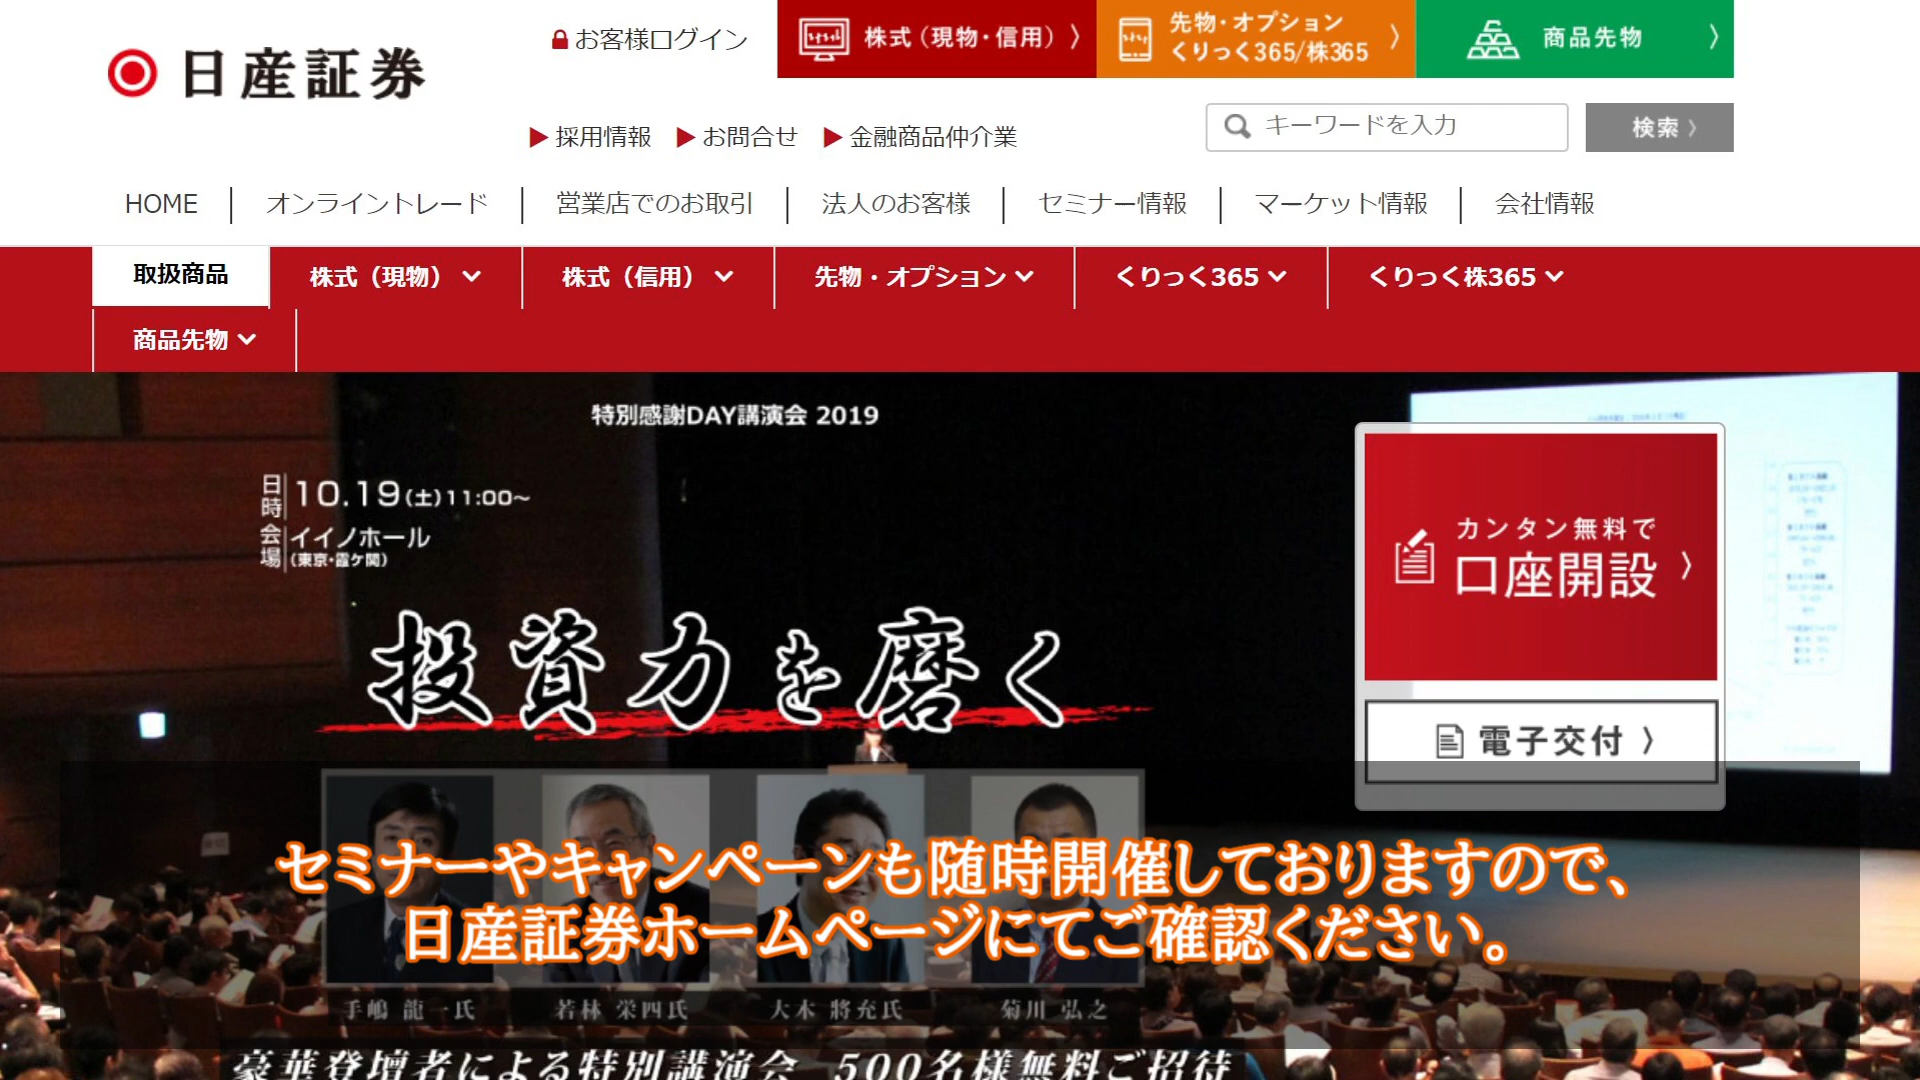 日産証券
お客様ログイン
株式（現物・信用）
先物・オプション
くりっく365/株365
商品先物
採用情報
お問合せ
金融商品仲介業
キーワードを入力
検索
HOME
オンライントレード
営業店でのお取引
法人のお客様
セミナー情報
マーケット情報
会社情報
取扱商品
株式（現物）
株式（信用）
先物・オプション
くりっく365
くりっく株365
商品先物
特別感謝DAY講演会 2019
日時 10.19(土)11:00~
会場 イイノホール
(東京・霞ケ関)
投資力を磨く
カンタン無料で
口座開設
電子交付
セミナーやキャンペーンも随時開催しておりますので、
日産証券ホームページにてご確認ください。
手嶋 龍一氏
若林 栄四氏
大木 將充氏
菊川 弘之
豪華登壇者による特別講演会 500名様無料ご招待